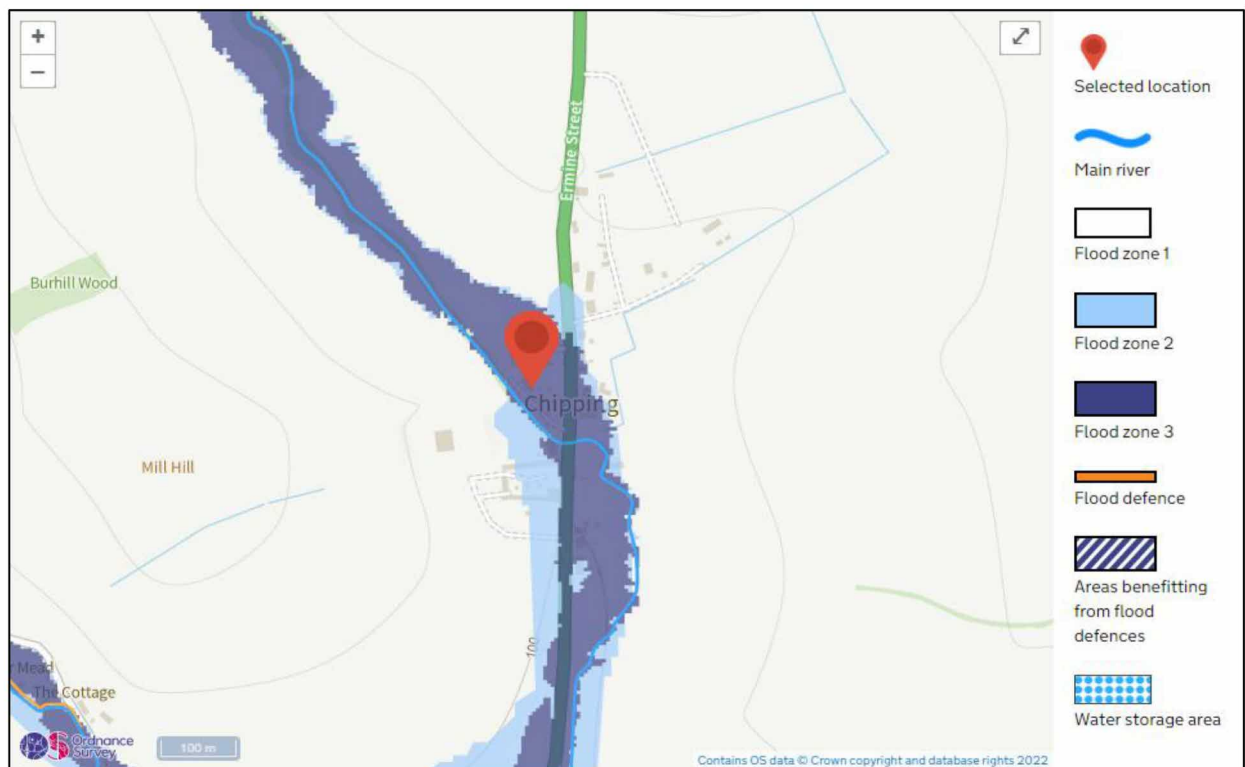 +
−
Ermine Street
Burhill Wood
Chipping
Mill Hill
100
Mead
The Cottage
Ordnance
Survey
100 m
Contains OS data © Crown copyright and database rights 2022
Selected location
Main river
Flood zone 1
Flood zone 2
Flood zone 3
Flood defence
Areas benefitting
from flood
defences
Water storage area